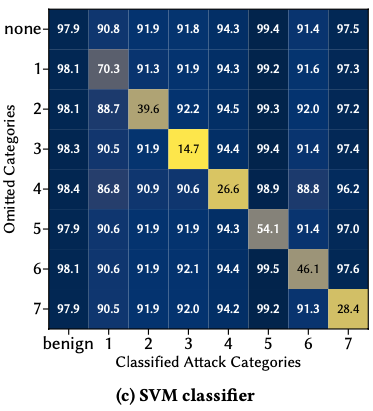 none 97.9 90.8 91.9 91.8 94.3 99.4 91.4 97.5
1 98.1 70.3 91.3 91.9 94.3 99.2 91.6 97.3
2 98.1 88.7 39.6 92.2 94.5 99.3 92.0 97.2
3 98.3 90.5 91.9 14.7 94.4 99.4 91.4 97.4
4 98.4 86.8 90.9 90.6 26.6 98.9 88.8 96.2
5 97.9 90.6 91.9 91.9 94.3 54.1 91.4 97.0
6 98.1 90.6 91.9 92.1 94.4 99.5 46.1 97.6
7 97.9 90.5 91.9 92.0 94.2 99.2 91.3 28.4
Omitted Categories
benign 1 2 3 4 5 6 7
Classified Attack Categories
(c) SVM classifier